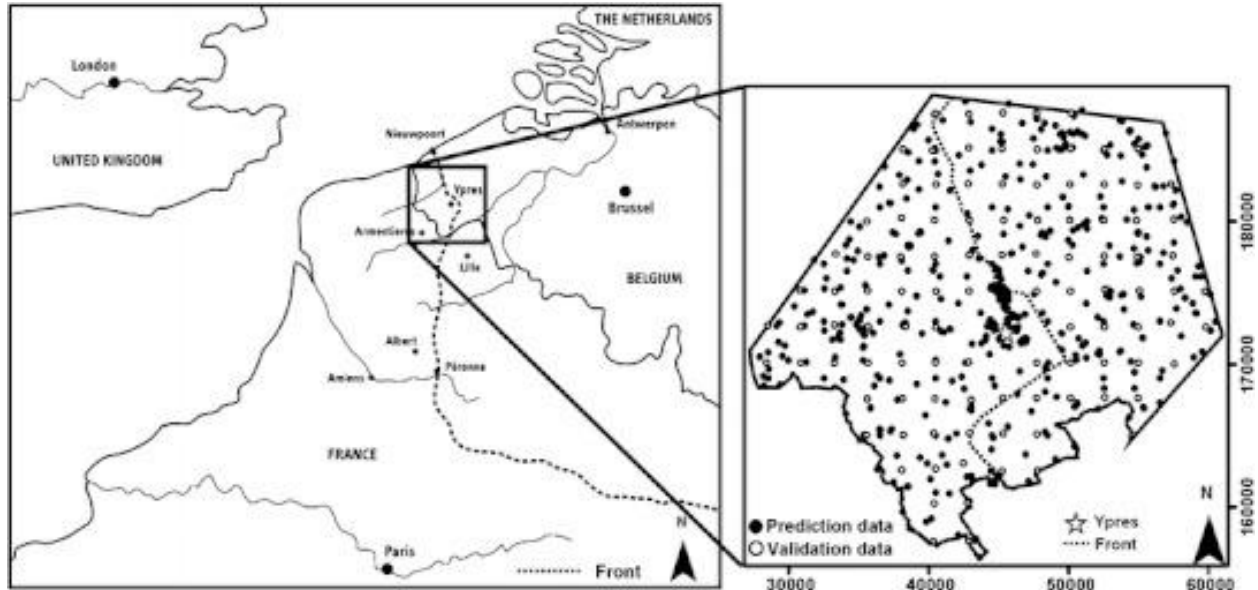 THE NETHERLANDS
London
Antwerpen
Nieuwpoort
UNITED KINGDOM
Ypres
Brussel
Armentieres
Lille
BELGIUM
Albert
Péronne
Amiens
FRANCE
Paris
Front
N
180000
170000
160000
N
Prediction data
Validation data
Ypres
Front
30000
40000
50000
60000